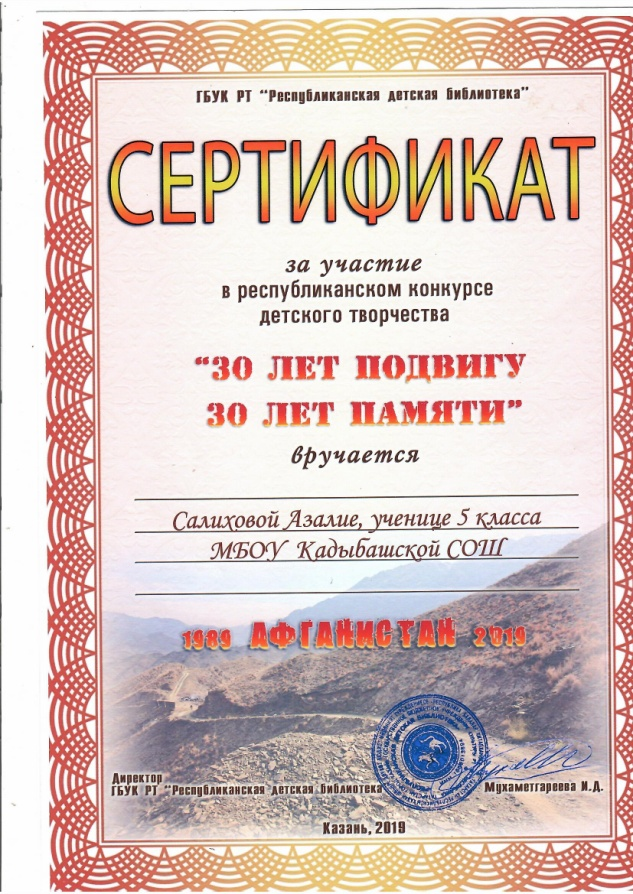 ГБУК РТ "Республиканская детская библиотека"
СЕРТИФИКАТ
за участие
в республиканском конкурсе
детского творчества
"30 ЛЕТ ПОДВИГУ
30 ЛЕТ ПАМЯТИ"
вручается
Салиховой Азалие, ученице 5 класса
МБОУ Кадыбашской СОШ
1989 АФГАНИСТАН 2019
Директор
ГБУК РТ "Республиканская детская библиотека
Мухаметгареева И.Д.
Казань, 2019